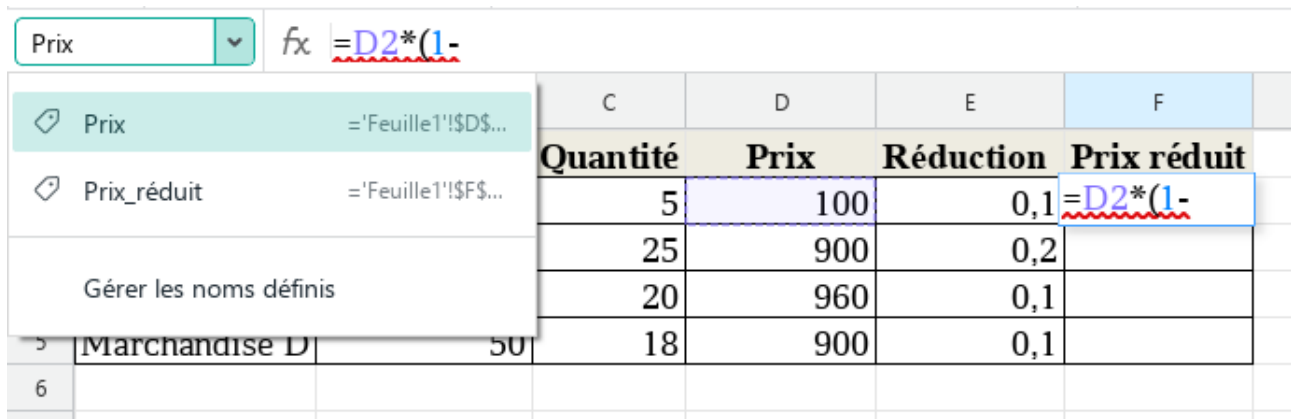 Prix fx =D2*(1-
Prix ='Feuille1'!$D$...
Prix_réduit ='Feuille1'!$F$...
Gérer les noms définis
C D E F
Quantité Prix Réduction Prix réduit
5 100 0,1 =D2*(1-
25 900 0,2
20 960 0,1
5 Marchandise D 50 18 900 0,1
6